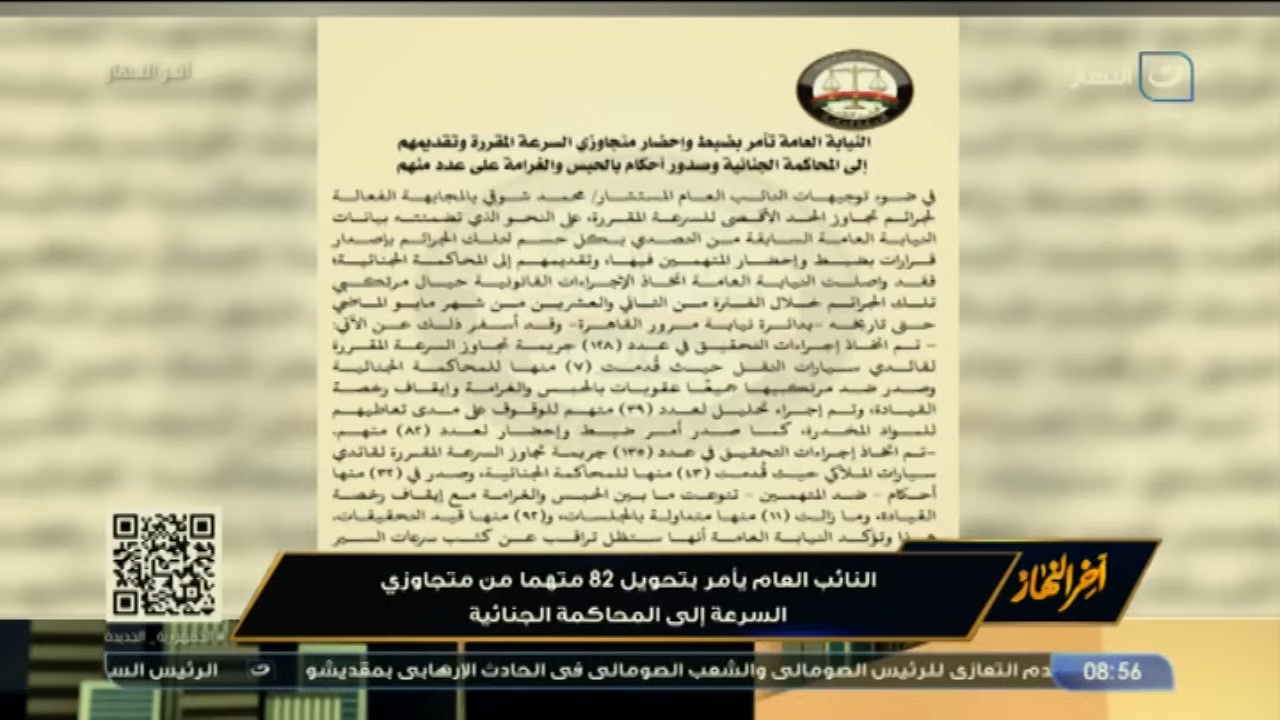 آخر النهار
النهار
النيابة العامة تأمر بضبط وإحضار متجاوزي السرعة المقررة وتقديمهم
إلى المحاكمة الجنائية وصدور أحكام بالحبس والغرامة على عدد منهم
في ضوء توجيهات النائب العام المستشار/ محمد شوقي بالمجابهة الفعالة
لجرائم تجاوز الحد الأقصى للسرعة المقررة، على النحو الذي تضمنته بيانات
النيابة العامة السابقة من التصدي بكل حسم لتلك الجرائم بإصدار
قرارات بضبط وإحضار المتهمين فيها، وتقديمهم إلى المحاكمة الجنائية؛
فقد واصلت النيابة العامة اتخاذ الإجراءات القانونية حيال مرتكبي
تلك الجرائم خلال الفترة من الثاني والعشرين من شهر مايو الماضي
حتى تاريخه -بدائرة نيابة مرور القاهرة- وقد أسفر ذلك عن الآتي:
- تم اتخاذ إجراءات التحقيق في عدد (١٢٨) جريمة تجاوز السرعة المقررة
لقائدي سيارات النقل حيث قُدمت (٧) منها للمحاكمة الجنائية
وصدر ضد مرتكبيها جميعًا عقوبات بالحبس والغرامة وإيقاف رخصة
القيادة، وتم إجراء تحليل لعدد (٣٩) منهم للوقوف على مدى تعاطيهم
للمواد المخدرة، كما صدر أمر ضبط وإحضار لعدد (٨٢) منهم.
-تم اتخاذ إجراءات التحقيق في عدد (١٣٥) جريمة تجاوز السرعة المقررة لقائدي
سيارات الملاكي حيث قُدمت (٤٣) منها للمحاكمة الجنائية، وصدر في (٣٢) منها
أحكام - ضد المتهمين - تنوعت ما بين الحبس والغرامة مع إيقاف رخصة
القيادة، وما زالت (١١) منها متداولة بالجلسات، و(٩٢) منها قيد التحقيقات.
هذا وتؤكد النيابة العامة أنها ستظل تراقب عن كثب سرعات السير
آخر النهار
النائب العام يأمر بتحويل 82 متهما من متجاوزي
السرعة إلى المحاكمة الجنائية
#الجمهورية_الجديدة
08:56
دم التعازى للرئيس الصومالى والشعب الصومالى فى الحادث الإرهابى بمقديشو
الرئيس الس